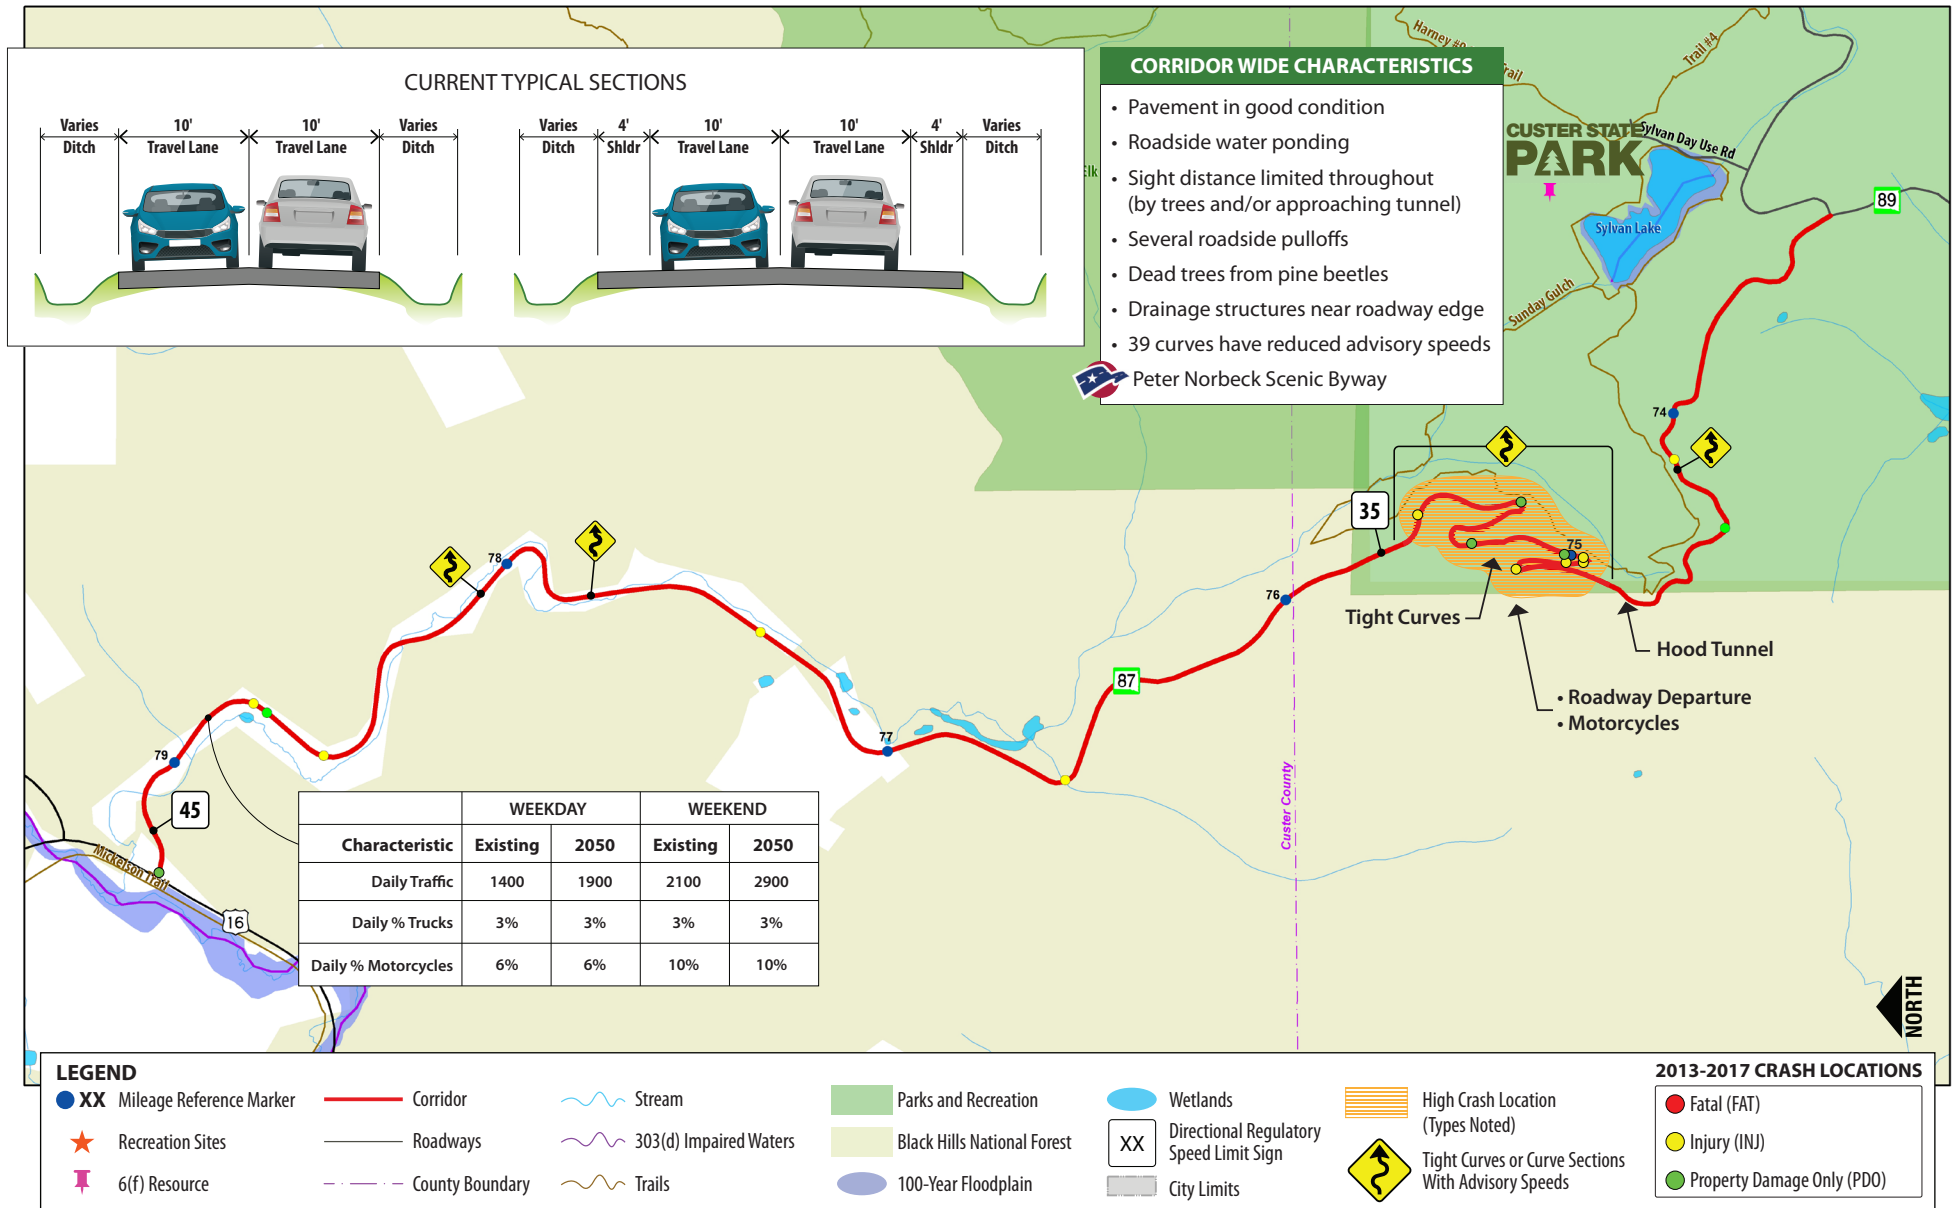 CURRENT TYPICAL SECTIONS
Varies
Ditch
10'
Travel Lane
10'
Travel Lane
Varies
Ditch
Varies
Ditch
4'
Shldr
10'
Travel Lane
10'
Travel Lane
4'
Shldr
Varies
Ditch
CORRIDOR WIDE CHARACTERISTICS
• Pavement in good condition
• Roadside water ponding
• Sight distance limited throughout
(by trees and/or approaching tunnel)
• Several roadside pulloffs
• Dead trees from pine beetles
• Drainage structures near roadway edge
• 39 curves have reduced advisory speeds
Peter Norbeck Scenic Byway
Harney
Trail #4
Elk
CUSTER STATE
PARK
Sylvan Day Use Rd
89
Sylvan Lake
Sunday Gulch
74
35
75
76
Tight Curves
Hood Tunnel
• Roadway Departure
• Motorcycles
87
78
77
79
45
Custer County
Mickelson Trail
16
WEEKDAY WEEKEND
Characteristic Existing 2050 Existing 2050
Daily Traffic 1400 1900 2100 2900
Daily % Trucks 3% 3% 3% 3%
Daily % Motorcycles 6% 6% 10% 10%
NORTH
LEGEND
XX Mileage Reference Marker
Recreation Sites
6(f) Resource
Corridor
Roadways
County Boundary
Stream
303(d) Impaired Waters
Trails
Parks and Recreation
Black Hills National Forest
100-Year Floodplain
Wetlands
XX
Directional Regulatory
Speed Limit Sign
City Limits
High Crash Location
(Types Noted)
Tight Curves or Curve Sections
With Advisory Speeds
2013-2017 CRASH LOCATIONS
Fatal (FAT)
Injury (INJ)
Property Damage Only (PDO)